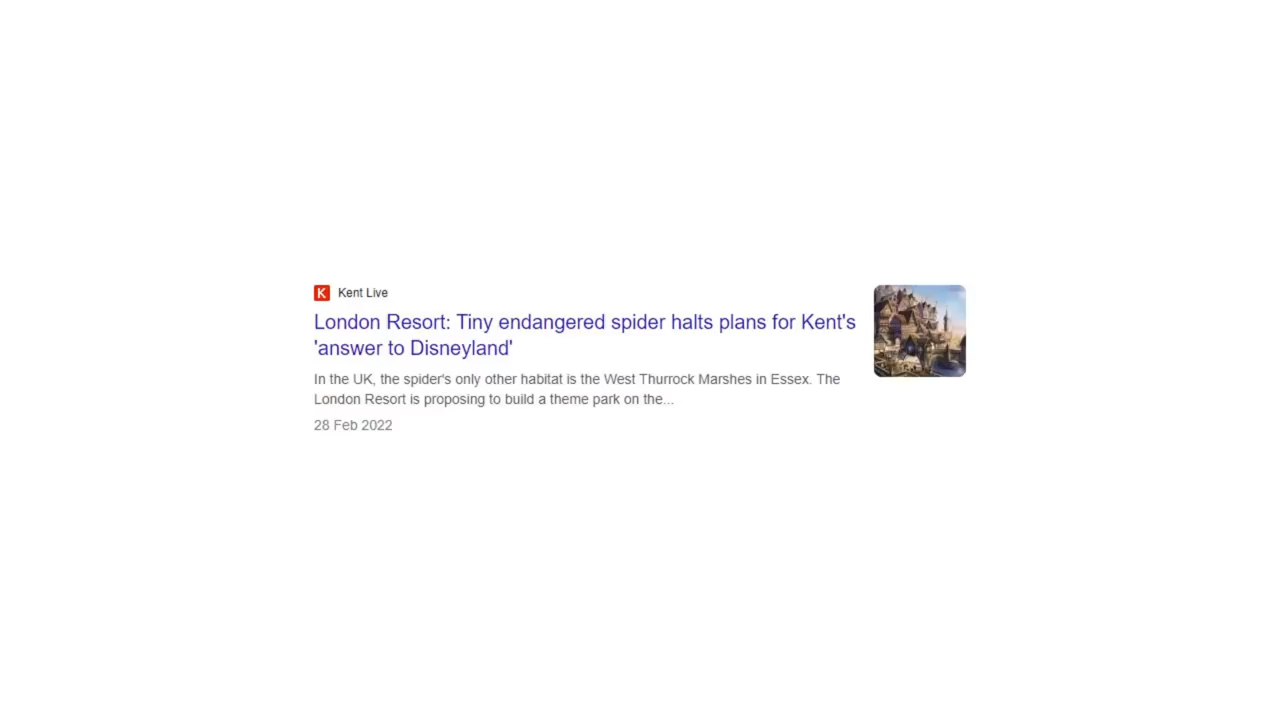 K Kent Live
London Resort: Tiny endangered spider halts plans for Kent's
'answer to Disneyland'
In the UK, the spider's only other habitat is the West Thurrock Marshes in Essex. The
London Resort is proposing to build a theme park on the...
28 Feb 2022